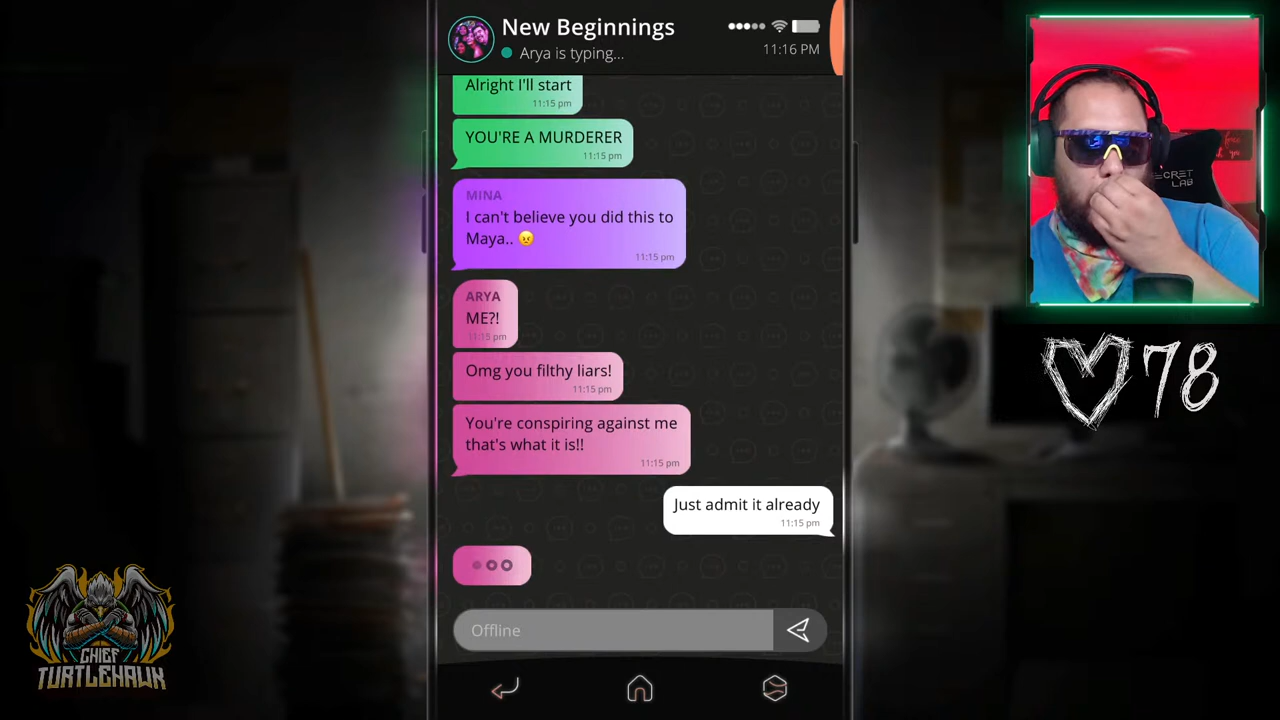 New Beginnings
Arya is typing...
11:16 PM
Alright I'll start
11:15 pm
YOU'RE A MURDERER
11:15 pm
MINA
I can't believe you did this to
Maya.. 😠
11:15 pm
ARYA
ME?!
11:15 pm
Omg you filthy liars!
11:15 pm
You're conspiring against me
that's what it is!!
11:15 pm
Just admit it already
11:15 pm
Offline
78
CHIEF
TURTLEHAWK